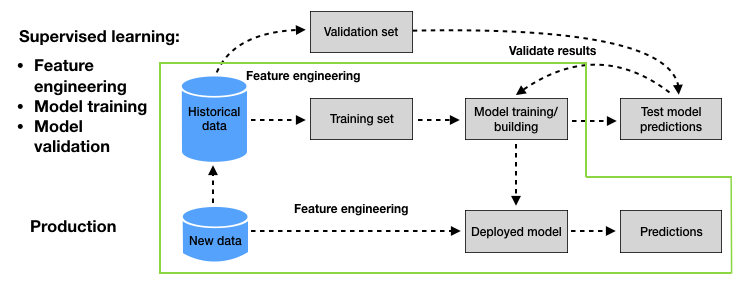 Supervised learning:
• Feature
engineering
• Model training
• Model
validation
Validation set
Validate results
Feature engineering
Historical
data
Training set
Model training/
building
Test model
predictions
Production
Feature engineering
New data
Deployed model
Predictions